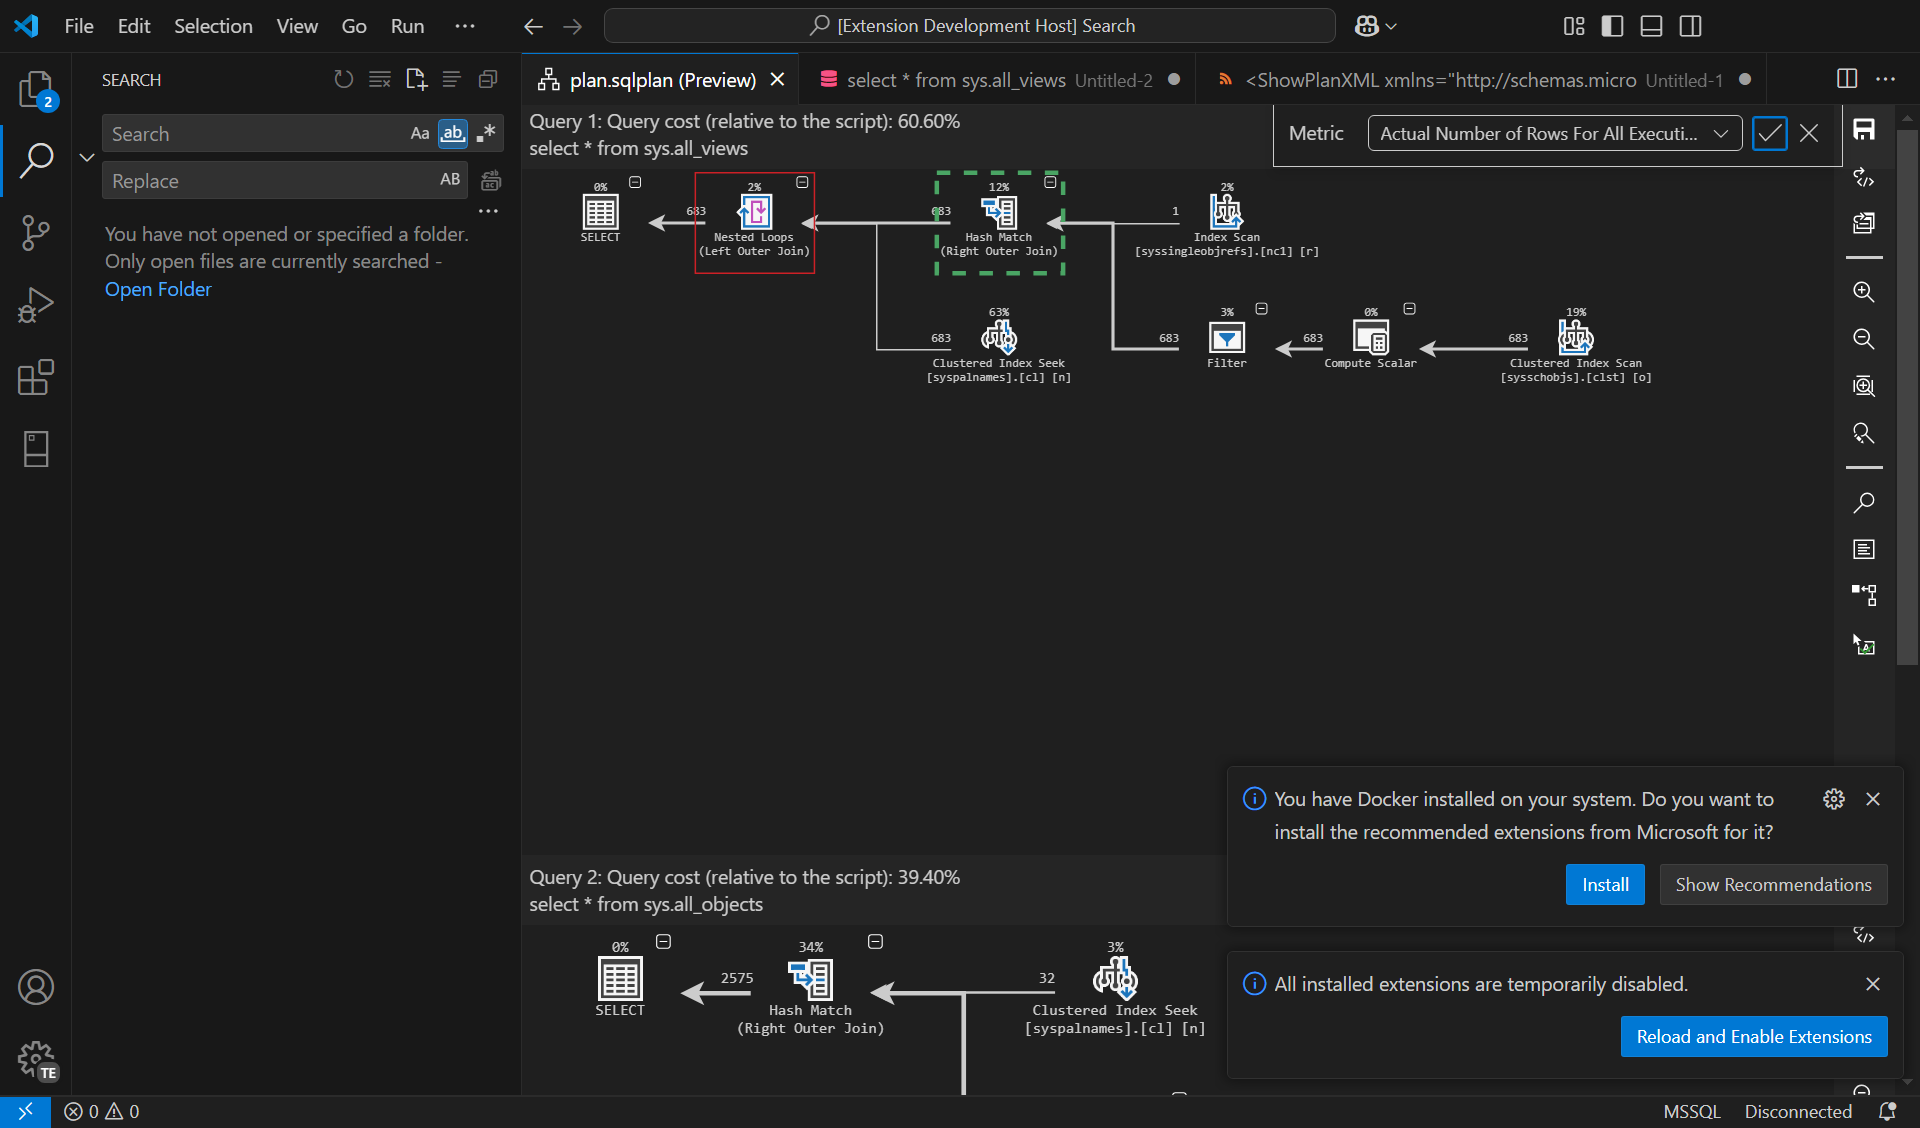 File Edit Selection View Go Run
[Extension Development Host] Search
2
SEARCH
Search
Aa
ab
Replace
AB
You have not opened or specified a folder.
Only open files are currently searched -
Open Folder
plan.sqlplan (Preview)
select * from sys.all_views Untitled-2
<ShowPlanXML xmlns="http://schemas.micro Untitled-1
Query 1: Query cost (relative to the script): 60.60%
select * from sys.all_views
Metric
Actual Number of Rows For All Executi...
0%
SELECT
683
2%
Nested Loops
(Left Outer Join)
683
12%
Hash Match
(Right Outer Join)
1
2%
Index Scan
[syssingleobjrefs].[nc1] [r]
683
63%
Clustered Index Seek
[syspalnames].[cl] [n]
683
3%
Filter
683
0%
Compute Scalar
683
19%
Clustered Index Scan
[sysschobjs].[clst] [o]
Query 2: Query cost (relative to the script): 39.40%
select * from sys.all_objects
0%
SELECT
2575
34%
Hash Match
(Right Outer Join)
32
3%
Clustered Index Seek
[syspalnames].[cl] [n]
You have Docker installed on your system. Do you want to
install the recommended extensions from Microsoft for it?
Install
Show Recommendations
All installed extensions are temporarily disabled.
Reload and Enable Extensions
TE
0 0
MSSQL
Disconnected